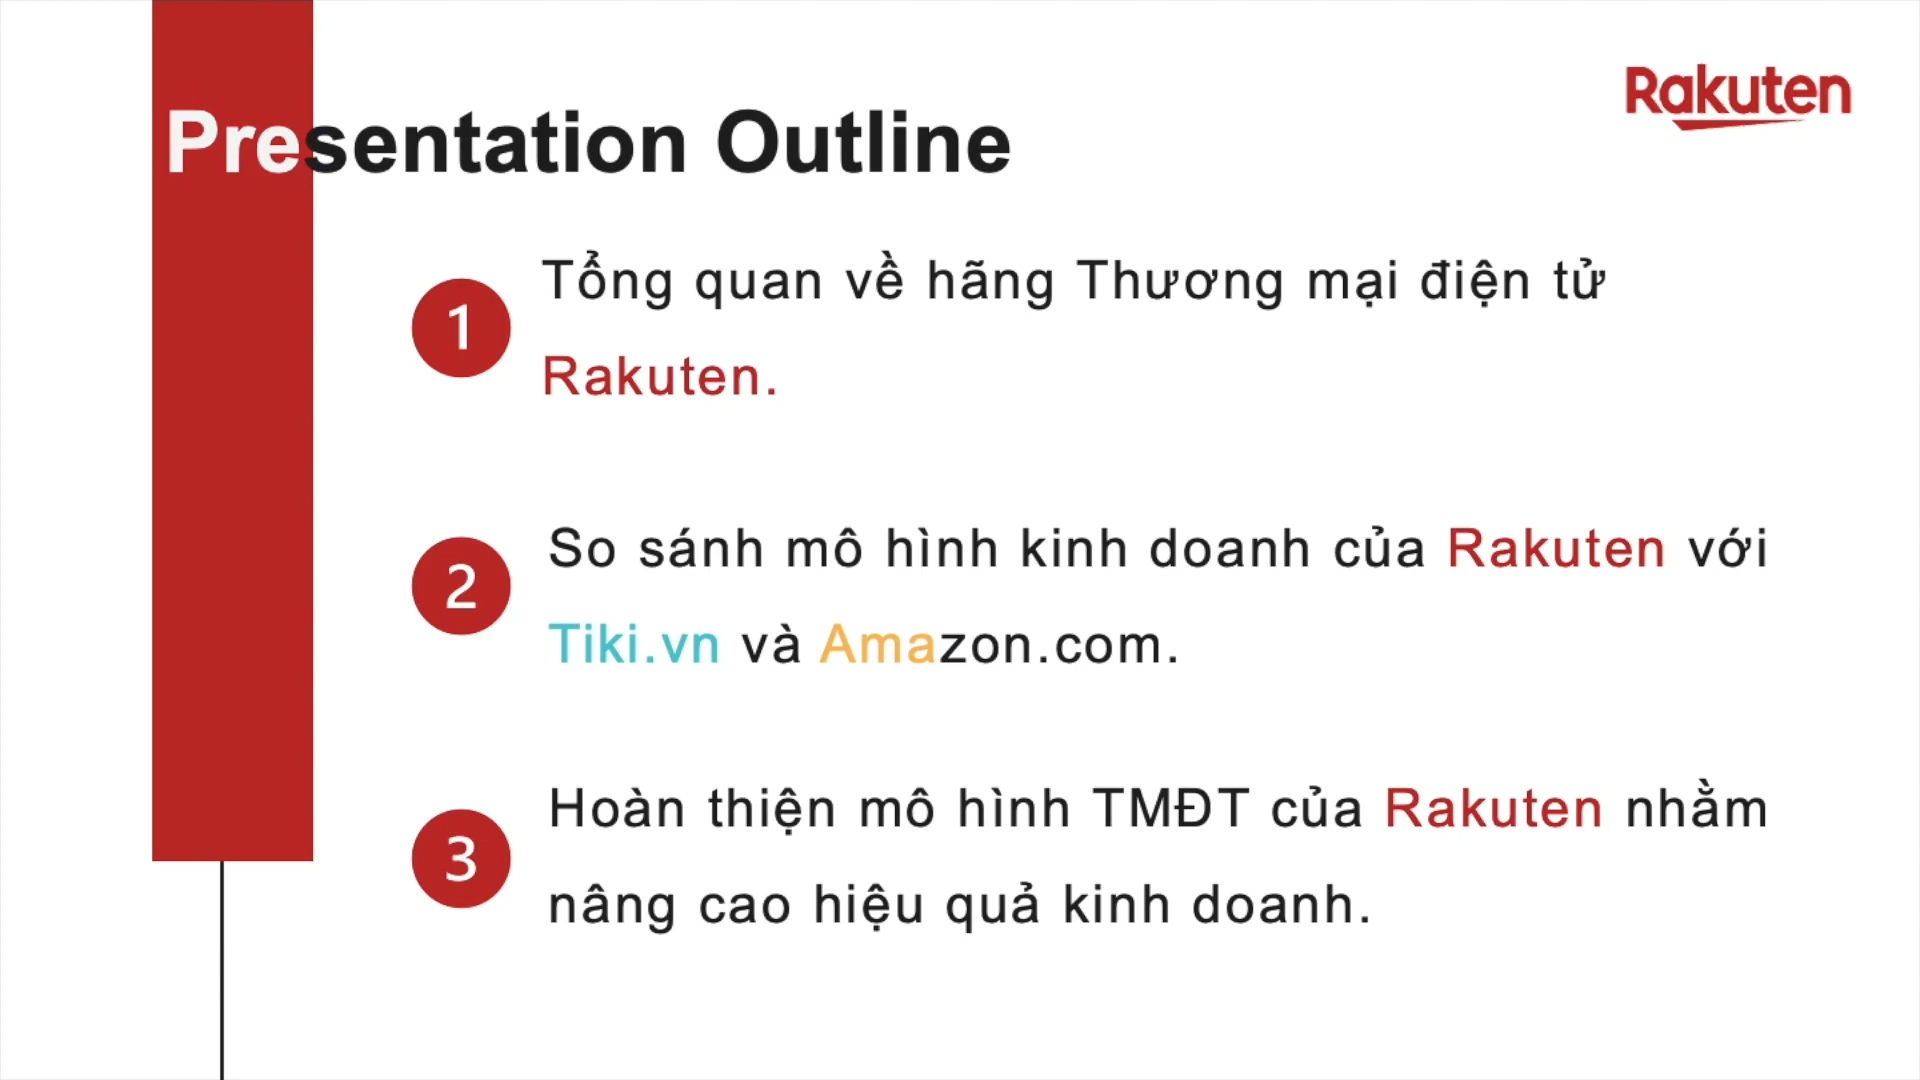 Rakuten
Presentation Outline
1
Tổng quan về hãng Thương mại điện tử
Rakuten.
2
So sánh mô hình kinh doanh của Rakuten với
Tiki.vn và Amazon.com.
3
Hoàn thiện mô hình TMĐT của Rakuten nhằm
nâng cao hiệu quả kinh doanh.